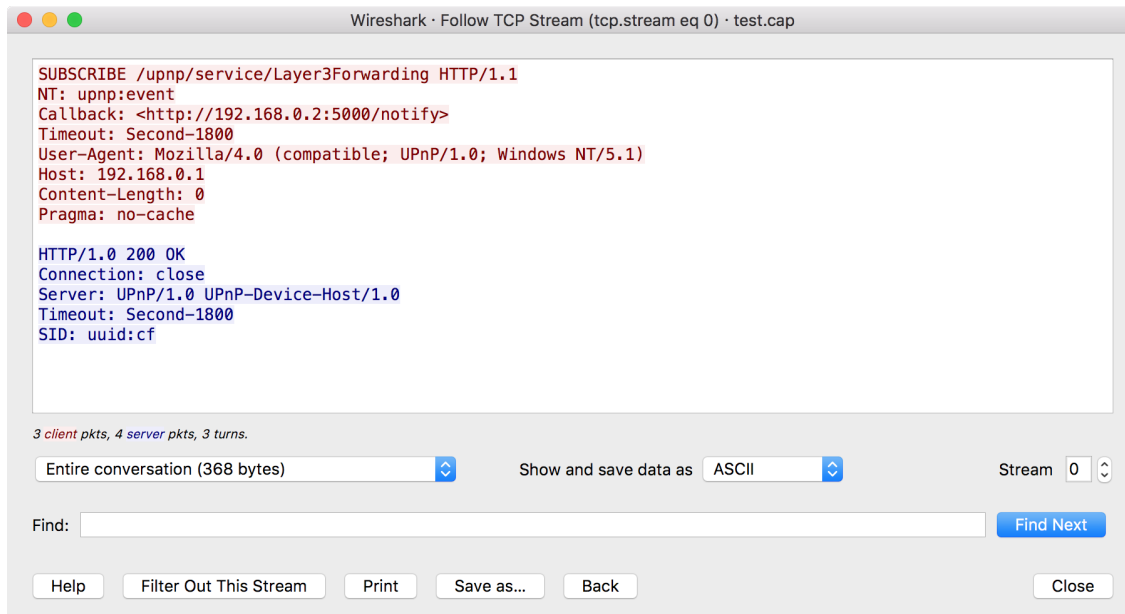 Wireshark · Follow TCP Stream (tcp.stream eq 0) · test.cap
SUBSCRIBE /upnp/service/Layer3Forwarding HTTP/1.1
NT: upnp:event
Callback: <http://192.168.0.2:5000/notify>
Timeout: Second-1800
User-Agent: Mozilla/4.0 (compatible; UPnP/1.0; Windows NT/5.1)
Host: 192.168.0.1
Content-Length: 0
Pragma: no-cache
HTTP/1.0 200 OK
Connection: close
Server: UPnP/1.0 UPnP-Device-Host/1.0
Timeout: Second-1800
SID: uuid:cf
3 client pkts, 4 server pkts, 3 turns.
Entire conversation (368 bytes) Show and save data as ASCII Stream 0
Find: Find Next
Help Filter Out This Stream Print Save as... Back Close